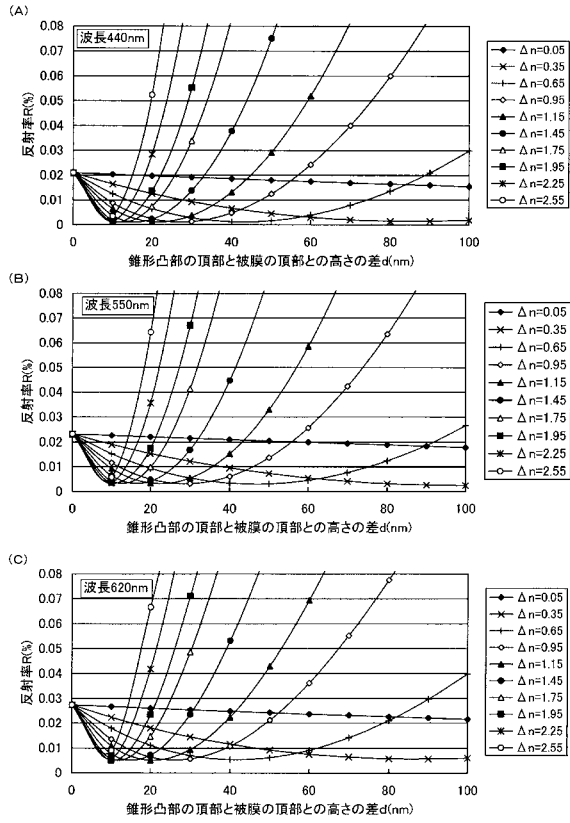 (A)
波長440nm
反射率R(%)
0.08
0.07
0.06
0.05
0.04
0.03
0.02
0.01
0
0 20 40 60 80 100
錐形凸部の頂部と被膜の頂部との高さの差d(nm)
Δn=0.05
Δn=0.35
Δn=0.65
Δn=0.95
Δn=1.15
Δn=1.45
Δn=1.75
Δn=1.95
Δn=2.25
Δn=2.55
(B)
波長550nm
反射率R(%)
0.08
0.07
0.06
0.05
0.04
0.03
0.02
0.01
0
0 20 40 60 80 100
錐形凸部の頂部と被膜の頂部との高さの差d(nm)
Δn=0.05
Δn=0.35
Δn=0.65
Δn=0.95
Δn=1.15
Δn=1.45
Δn=1.75
Δn=1.95
Δn=2.25
Δn=2.55
(C)
波長620nm
反射率R(%)
0.08
0.07
0.06
0.05
0.04
0.03
0.02
0.01
0
0 20 40 60 80 100
錐形凸部の頂部と被膜の頂部との高さの差d(nm)
Δn=0.05
Δn=0.35
Δn=0.65
Δn=0.95
Δn=1.15
Δn=1.45
Δn=1.75
Δn=1.95
Δn=2.25
Δn=2.55